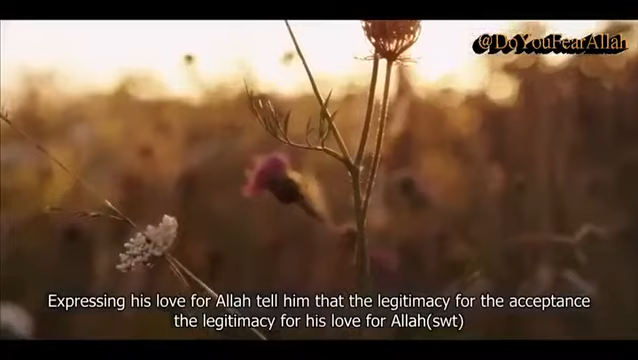 @DoYouFearAllah
Expressing his love for Allah tell him that the legitimacy for the acceptance
the legitimacy for his love for Allah(swt)